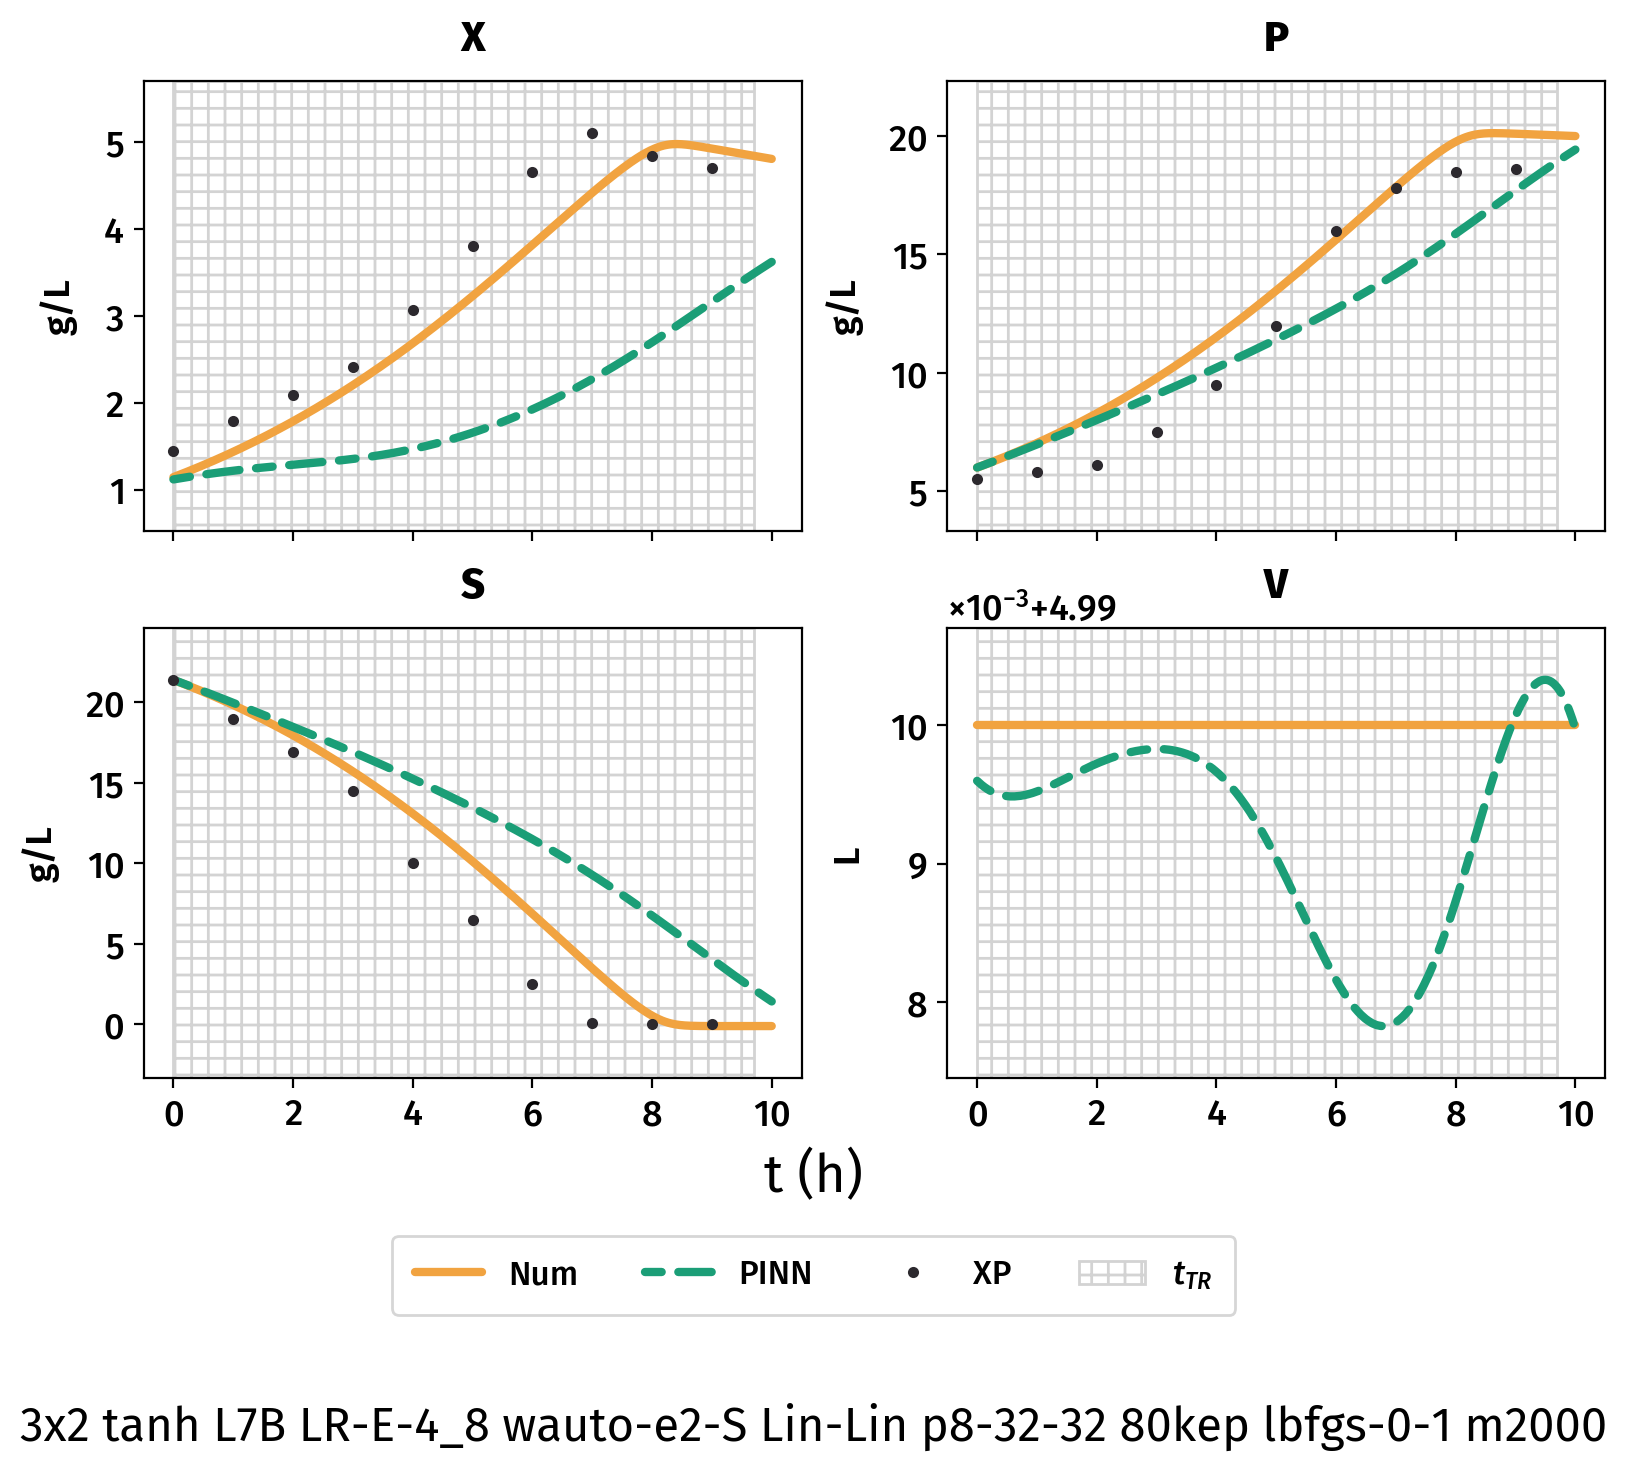 X
P
5
4
3
2
1
g/L
20
15
10
5
g/L
S
V
×10⁻³+4.99
20
15
10
5
0
g/L
10
9
8
L
0 2 4 6 8 10
0 2 4 6 8 10
t (h)
Num PINN XP t_TR
3x2 tanh L7B LR-E-4_8 wauto-e2-S Lin-Lin p8-32-32 80kep lbfgs-0-1 m2000